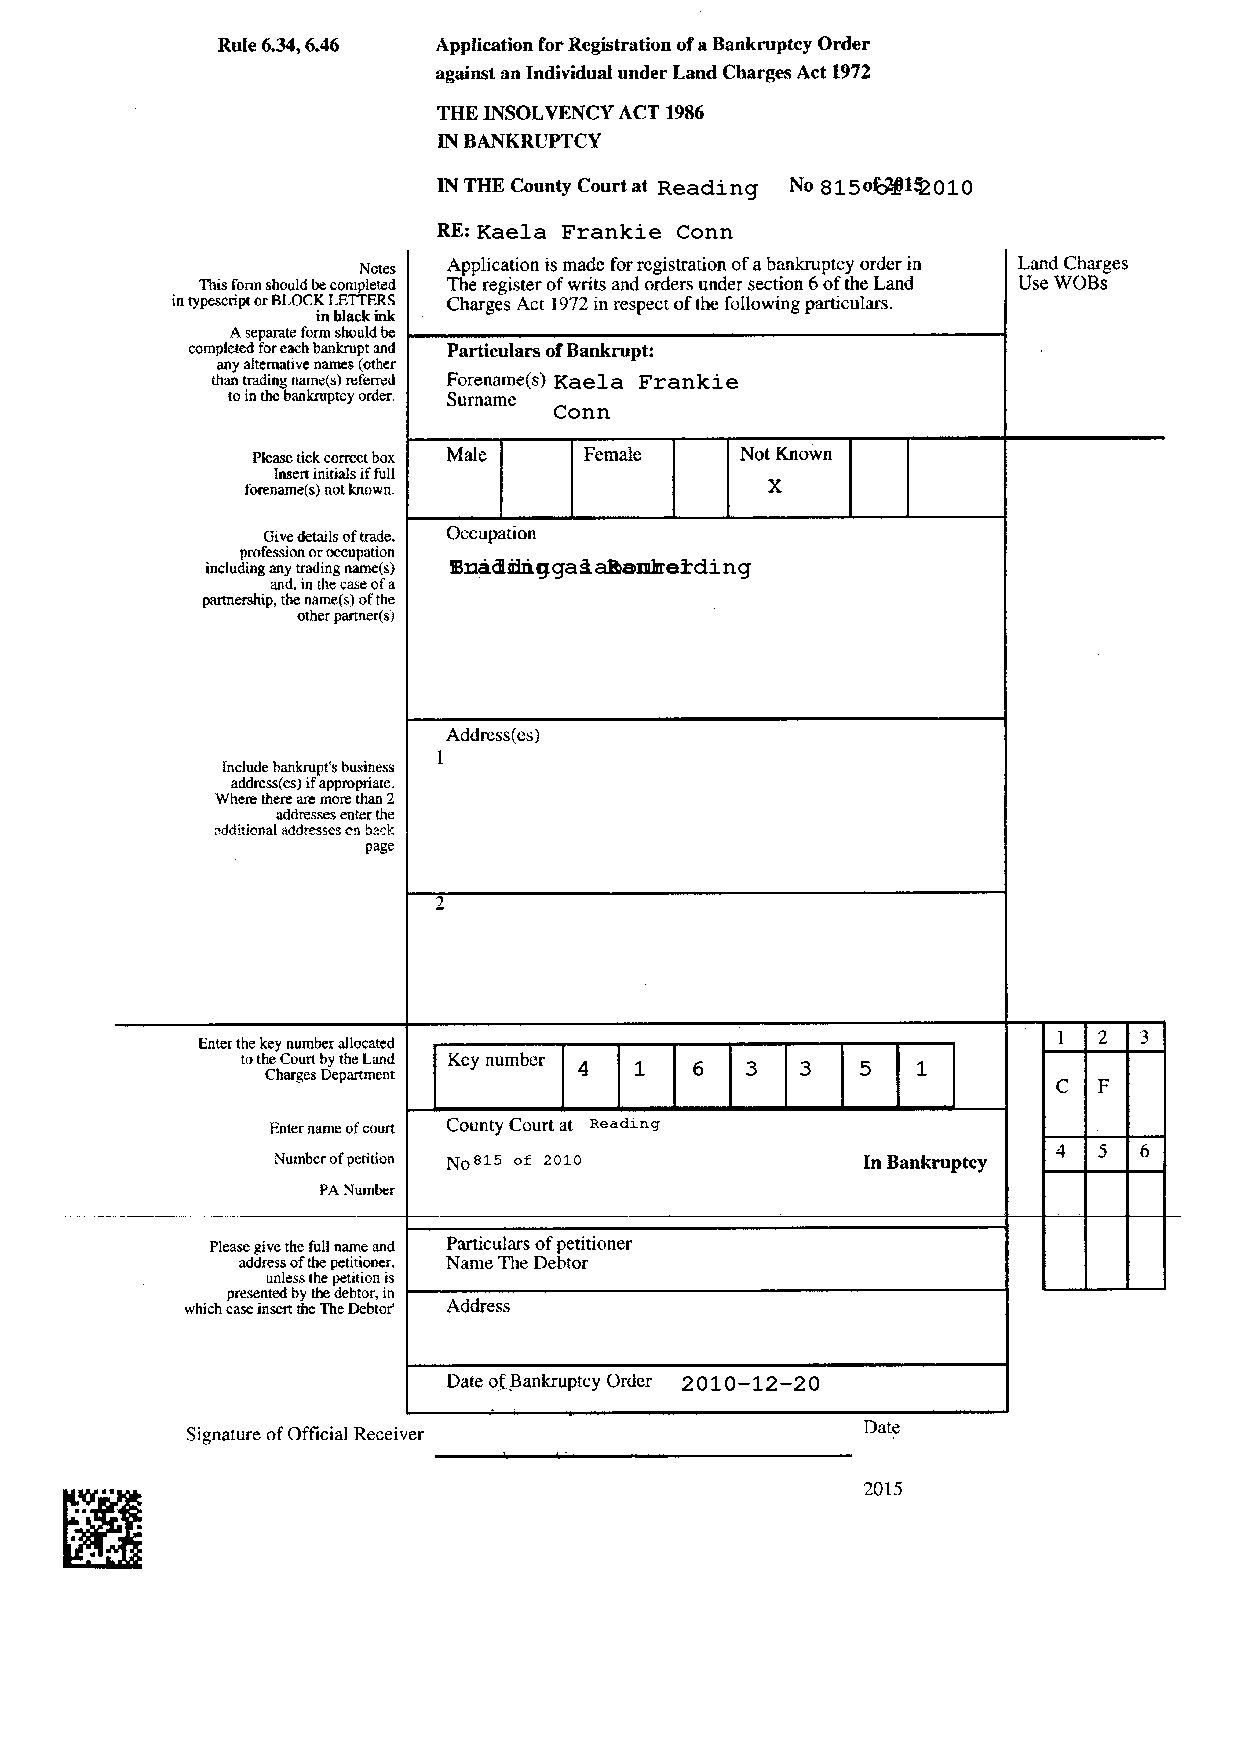 Rule 6.34, 6.46
Application for Registration of a Bankruptcy Order
against an Individual under Land Charges Act 1972
THE INSOLVENCY ACT 1986
IN BANKRUPTCY
IN THE County Court at Reading No 815 of 2010
RE: Kaela Frankie Conn
Notes
This form should be completed
in typescript or BLOCK LETTERS
in black ink
A separate form should be
completed for each bankrupt and
any alternative names (other
than trading name(s) referred
to in the bankruptcy order.
Application is made for registration of a bankruptcy order in
The register of writs and orders under section 6 of the Land
Charges Act 1972 in respect of the following particulars.
Land Charges
Use WOBs
Particulars of Bankrupt:
Forename(s) Kaela Frankie
Surname
Conn
Please tick correct box
Insert initials if full
forename(s) not known.
Male Female Not Known
X
Give details of trade,
profession or occupation
including any trading name(s)
and, in the case of a
partnership, the name(s) of the
other partner(s)
Occupation
Address(es)
1
Include bankrupt's business
address(es) if appropriate.
Where there are more than 2
addresses enter the
additional addresses on back
page
2
Enter the key number allocated
to the Court by the Land
Charges Department
Key number 4 1 6 3 3 5 1
1 2 3
C F
Enter name of court
County Court at Reading
Number of petition
No 815 of 2010 In Bankruptcy
4 5 6
PA Number
Please give the full name and
address of the petitioner,
unless the petition is
presented by the debtor, in
which case insert the The Debtor'
Particulars of petitioner
Name The Debtor
Address
Date of Bankruptcy Order 2010-12-20
Signature of Official Receiver
Date
2015